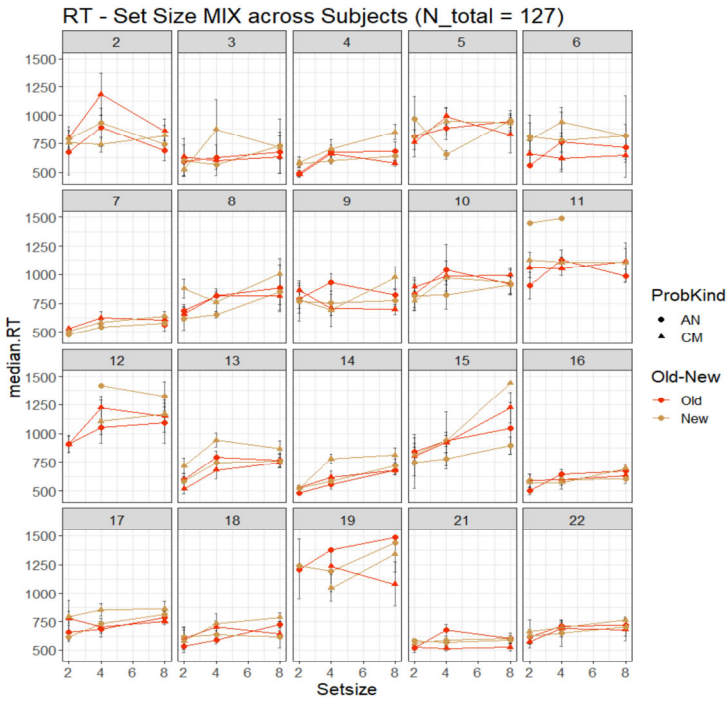 RT - Set Size MIX across Subjects (N_total = 127)
2 3 4 5 6
1500
1250
1000
750
500
7 8 9 10 11
1500
1250
1000
750
500
12 13 14 15 16
1500
1250
1000
750
500
17 18 19 21 22
1500
1250
1000
750
500
2 4 6 8 2 4 6 8 2 4 6 8 2 4 6 8 2 4 6 8
Setsize
median.RT
ProbKind
AN
CM
Old-New
Old
New